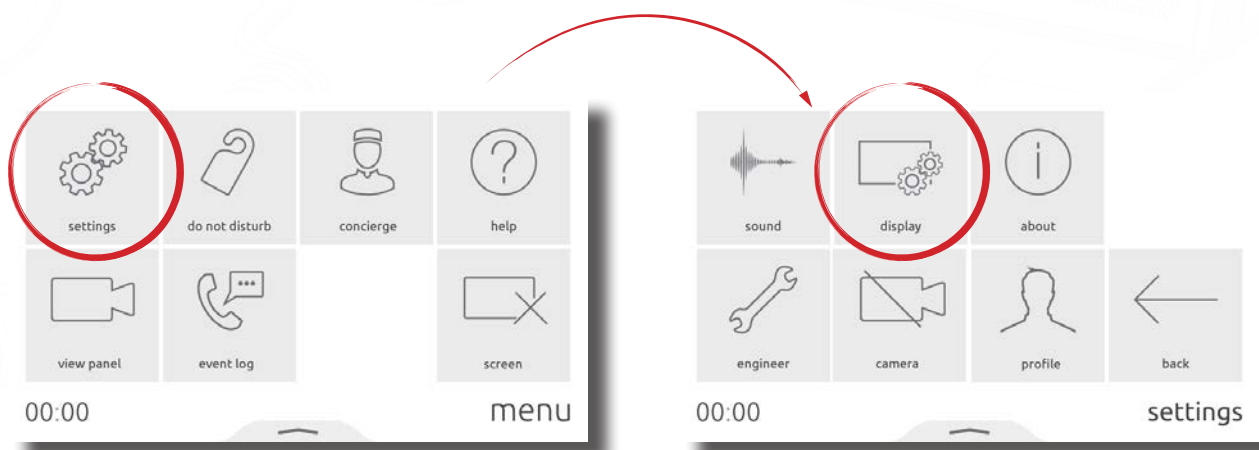 settings
do not disturb
concierge
help
view panel
event log
screen
00:00
menu
sound
display
about
engineer
camera
profile
back
00:00
settings